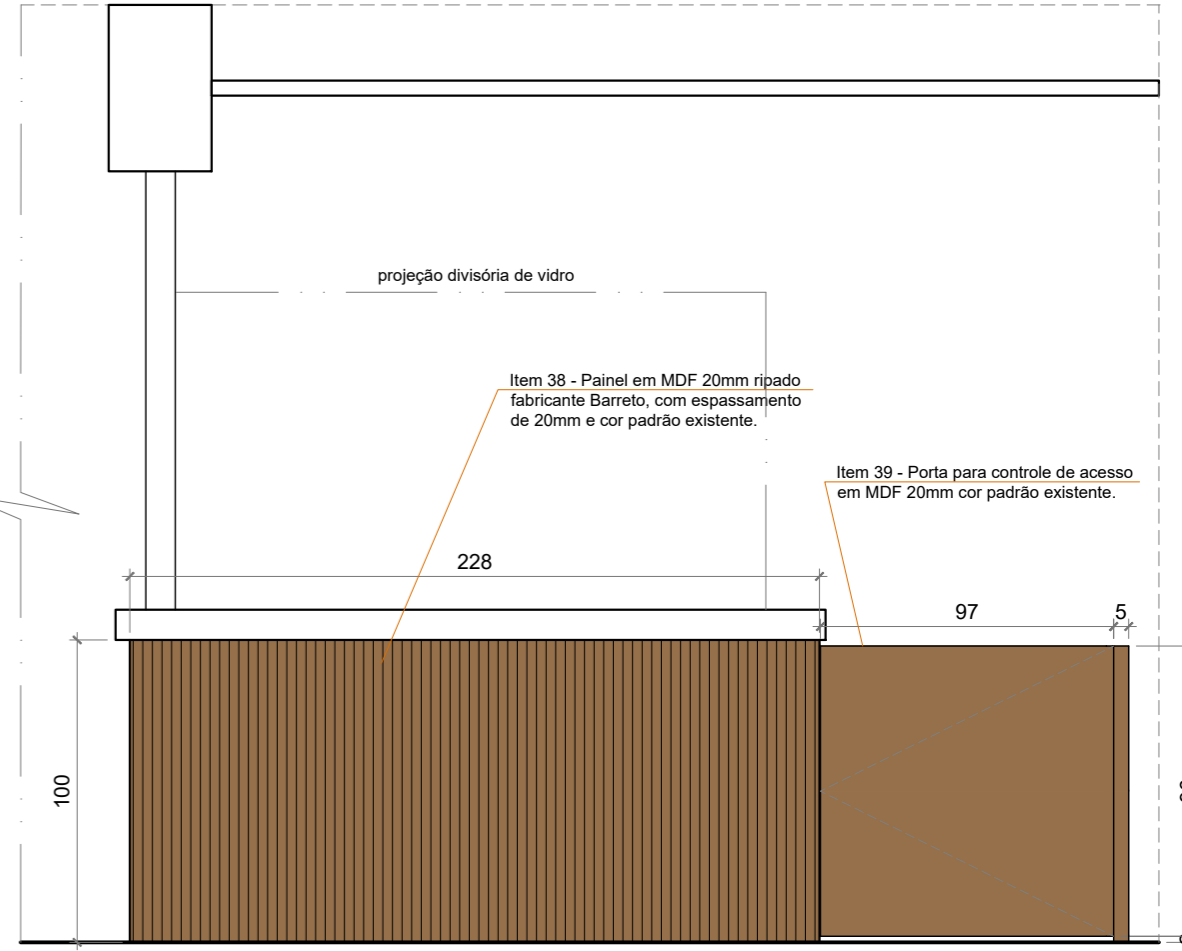 projeção divisória de vidro
Item 38 - Painel em MDF 20mm ripado
fabricante Barreto, com espassamento
de 20mm e cor padrão existente.
Item 39 - Porta para controle de acesso
em MDF 20mm cor padrão existente.
228
97
5
100